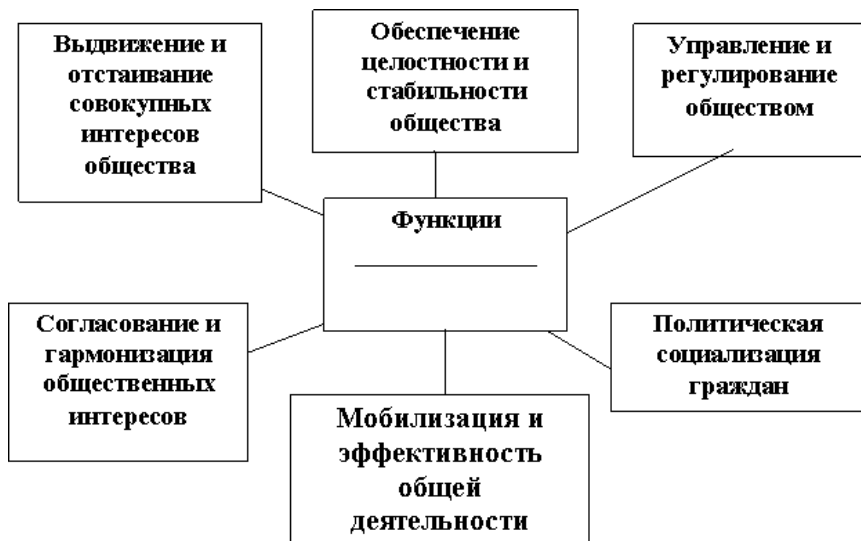 Выдвижение и
отстаивание
совокупных
интересов
общества
Обеспечение
целостности и
стабильности
общества
Управление и
регулирование
обществом
Функции
Согласование и
гармонизация
общественных
интересов
Мобилизация и
эффективность
общей
деятельности
Политическая
социализация
граждан